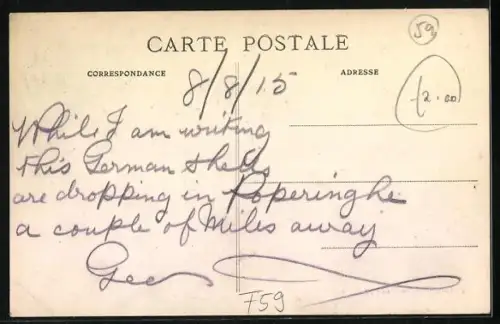 59
CARTE POSTALE
CORRESPONDANCE
ADRESSE
8/8/15
£2.00
While I am writing
this German shells
are dropping in Poperinghe
a couple of Miles away
Geo
759